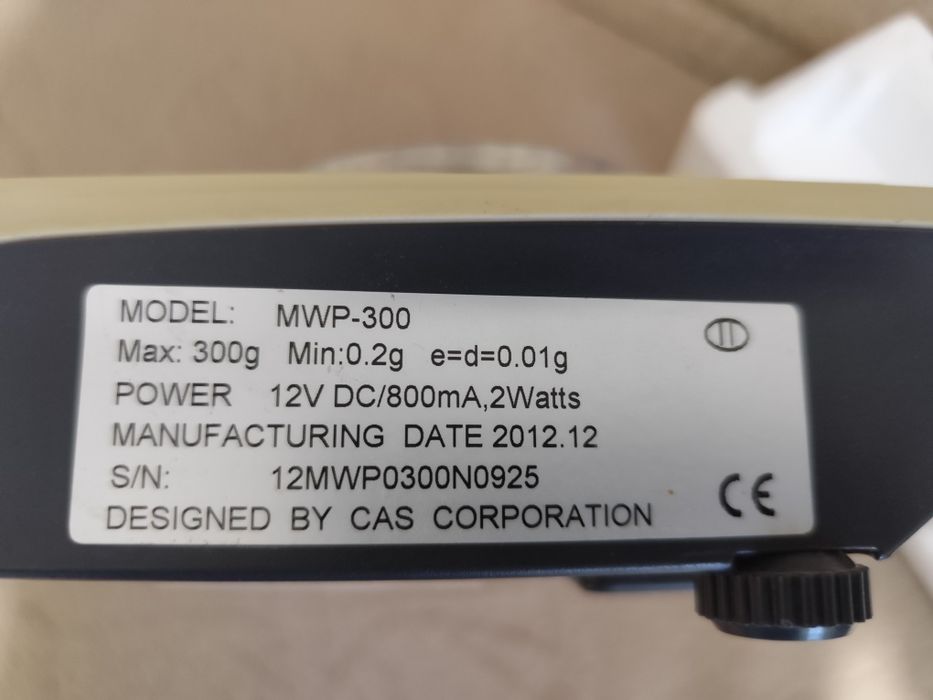 MODEL: MWP-300
Max: 300g Min:0.2g e=d=0.01g
POWER 12V DC/800mA,2Watts
MANUFACTURING DATE 2012.12
S/N: 12MWP0300N0925
DESIGNED BY CAS CORPORATION
II
CE